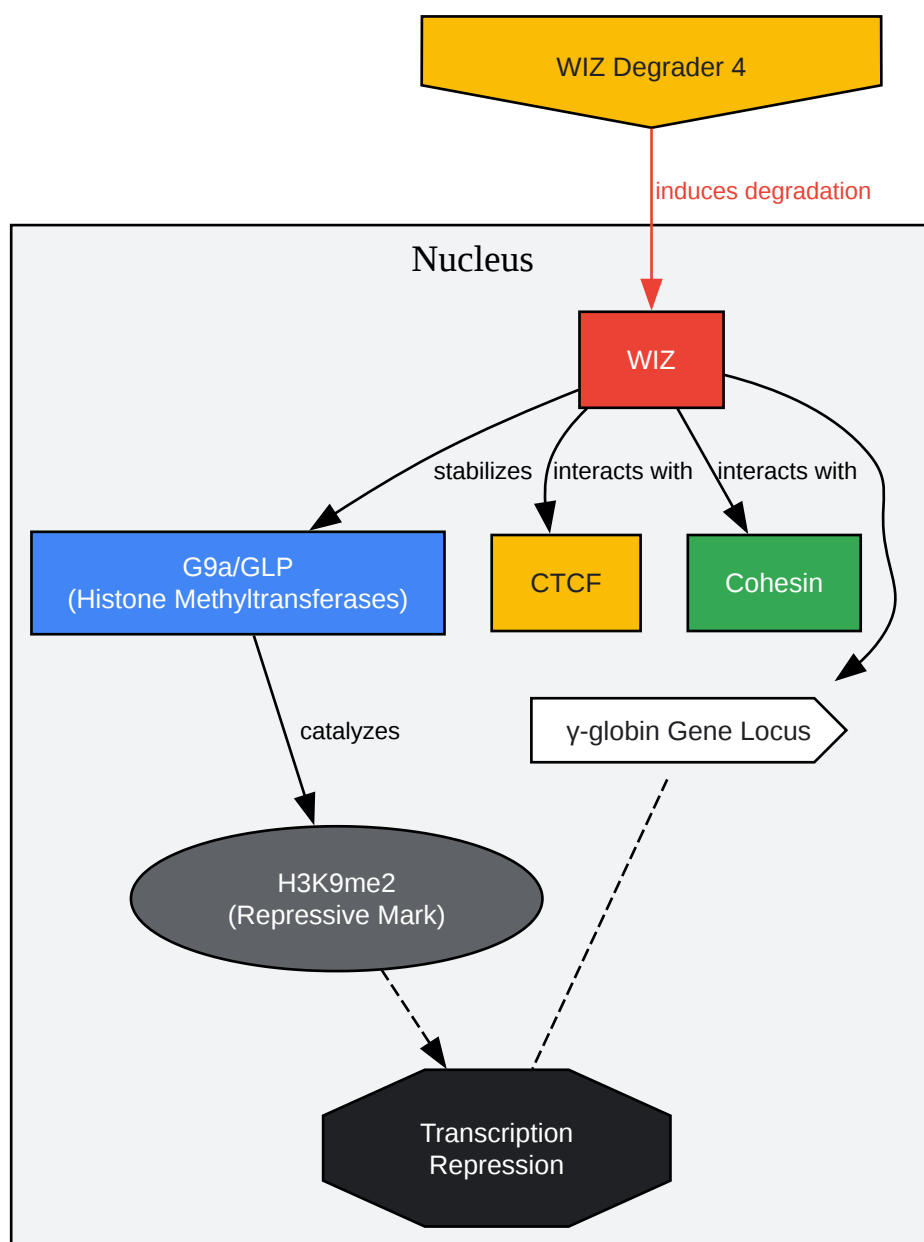 WIZ Degrader 4
induces degradation
Nucleus
WIZ
stabilizes
interacts with
interacts with
G9a/GLP
(Histone Methyltransferases)
CTCF
Cohesin
γ-globin Gene Locus
catalyzes
H3K9me2
(Repressive Mark)
Transcription
Repression